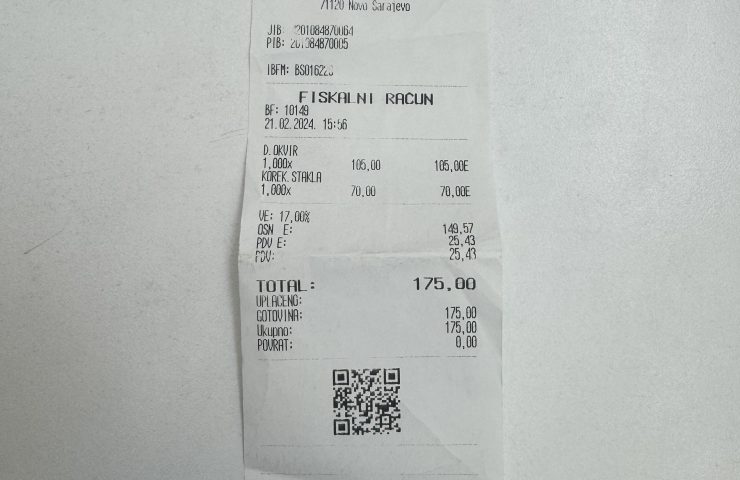 71120 Novo Sarajevo
JIB: 4201084870064
PIB: 201084870005
IBFM: BS016223
FISKALNI RAČUN
BF: 10149
21.02.2024. 15:56
D.OKVIR
1,000x 105,00 105,00E
KOREK.STAKLA
1,000x 70,00 70,00E
VE: 17,00%
OSN E: 149,57
PDV E: 25,43
PDV: 25,43
TOTAL: 175,00
UPLAĆENO:
GOTOVINA: 175,00
Ukupno: 175,00
POVRAT: 0,00